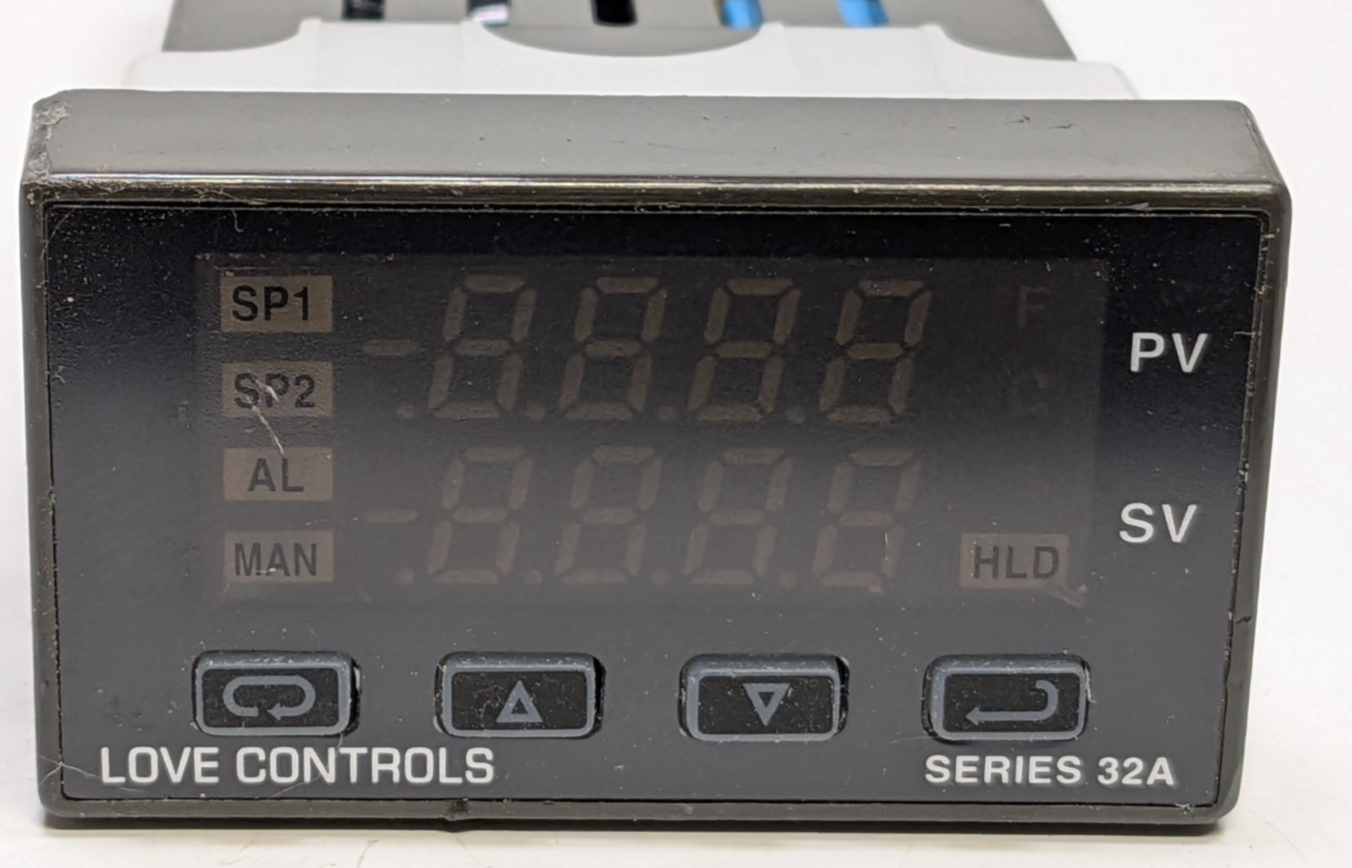 SP1
F
PV
SP2
C
AL
SV
MAN
HLD
LOVE CONTROLS
SERIES 32A